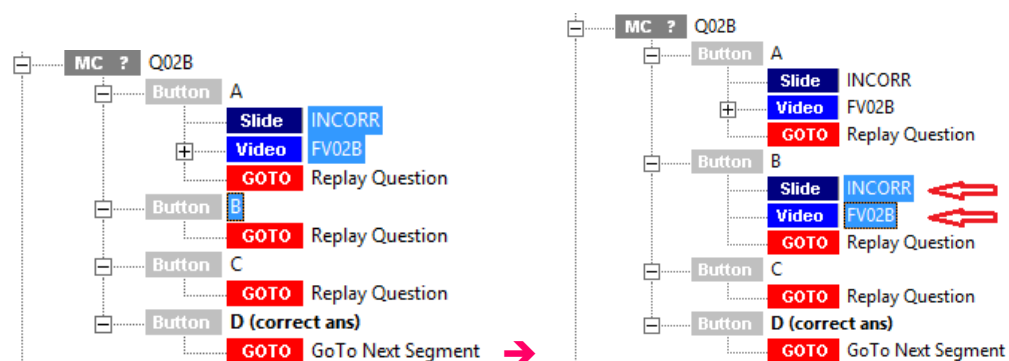 MC ? Q02B
Button A
Slide INCORR
Video FV02B
GOTO Replay Question
Button B
GOTO Replay Question
Button C
GOTO Replay Question
Button D (correct ans)
GOTO GoTo Next Segment
MC ? Q02B
Button A
Slide INCORR
Video FV02B
GOTO Replay Question
Button B
Slide INCORR
Video FV02B
GOTO Replay Question
Button C
GOTO Replay Question
Button D (correct ans)
GOTO GoTo Next Segment